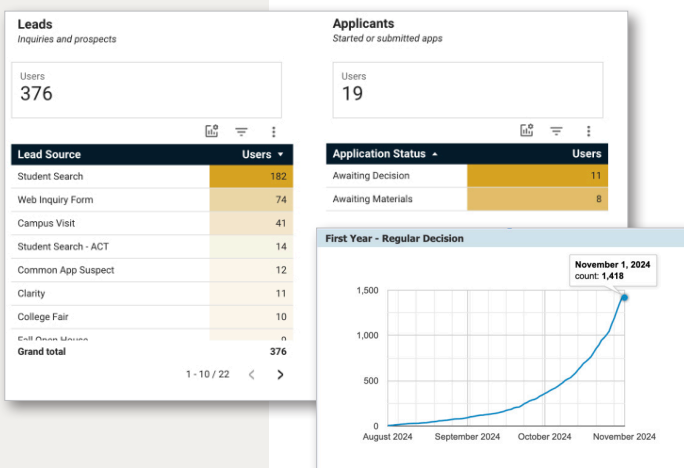 Leads
Inquiries and prospects
Users
376
Lead Source Users
Student Search 182
Web Inquiry Form 74
Campus Visit 41
Student Search - ACT 14
Common App Suspect 12
Clarity 11
College Fair 10
Fall Open House
Grand total 376
1 - 10 / 22
Applicants
Started or submitted apps
Users
19
Application Status Users
Awaiting Decision 11
Awaiting Materials 8
First Year - Regular Decision
November 1, 2024
count: 1,418
1,500
1,000
500
0
August 2024 September 2024 October 2024 November 2024